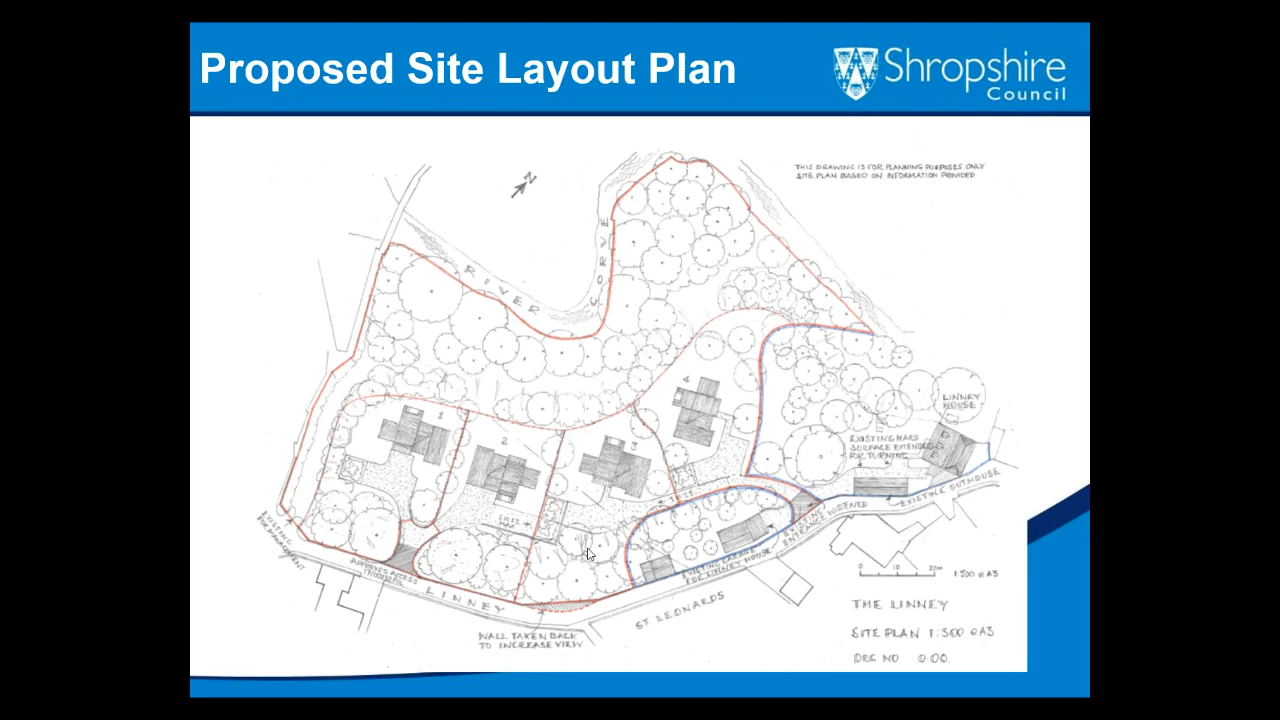 Proposed Site Layout Plan
Shropshire
Council
THIS DRAWING IS FOR PLANNING PURPOSES ONLY
SITE PLAN BASED ON INFORMATION PROVIDED
N
RIVER CORVE
4
1
2
3
LINNEY
HOUSE
EXISTING HARD
SURFACE EXTENDED
FOR TURNING
EXISTING OUTHOUSE
EXISTING
ENTRANCE WIDENED
EXISTING GARAGE
FOR LINNEY HOUSE
EXISTING
APPROVED ACCESS
LINNEY
ST LEONARDS
WALL TAKEN BACK
TO INCREASE VIEW
0 10 20M
1:500 @ A3
THE LINNEY
SITE PLAN 1:500 @ A3
DRG NO 0.00.